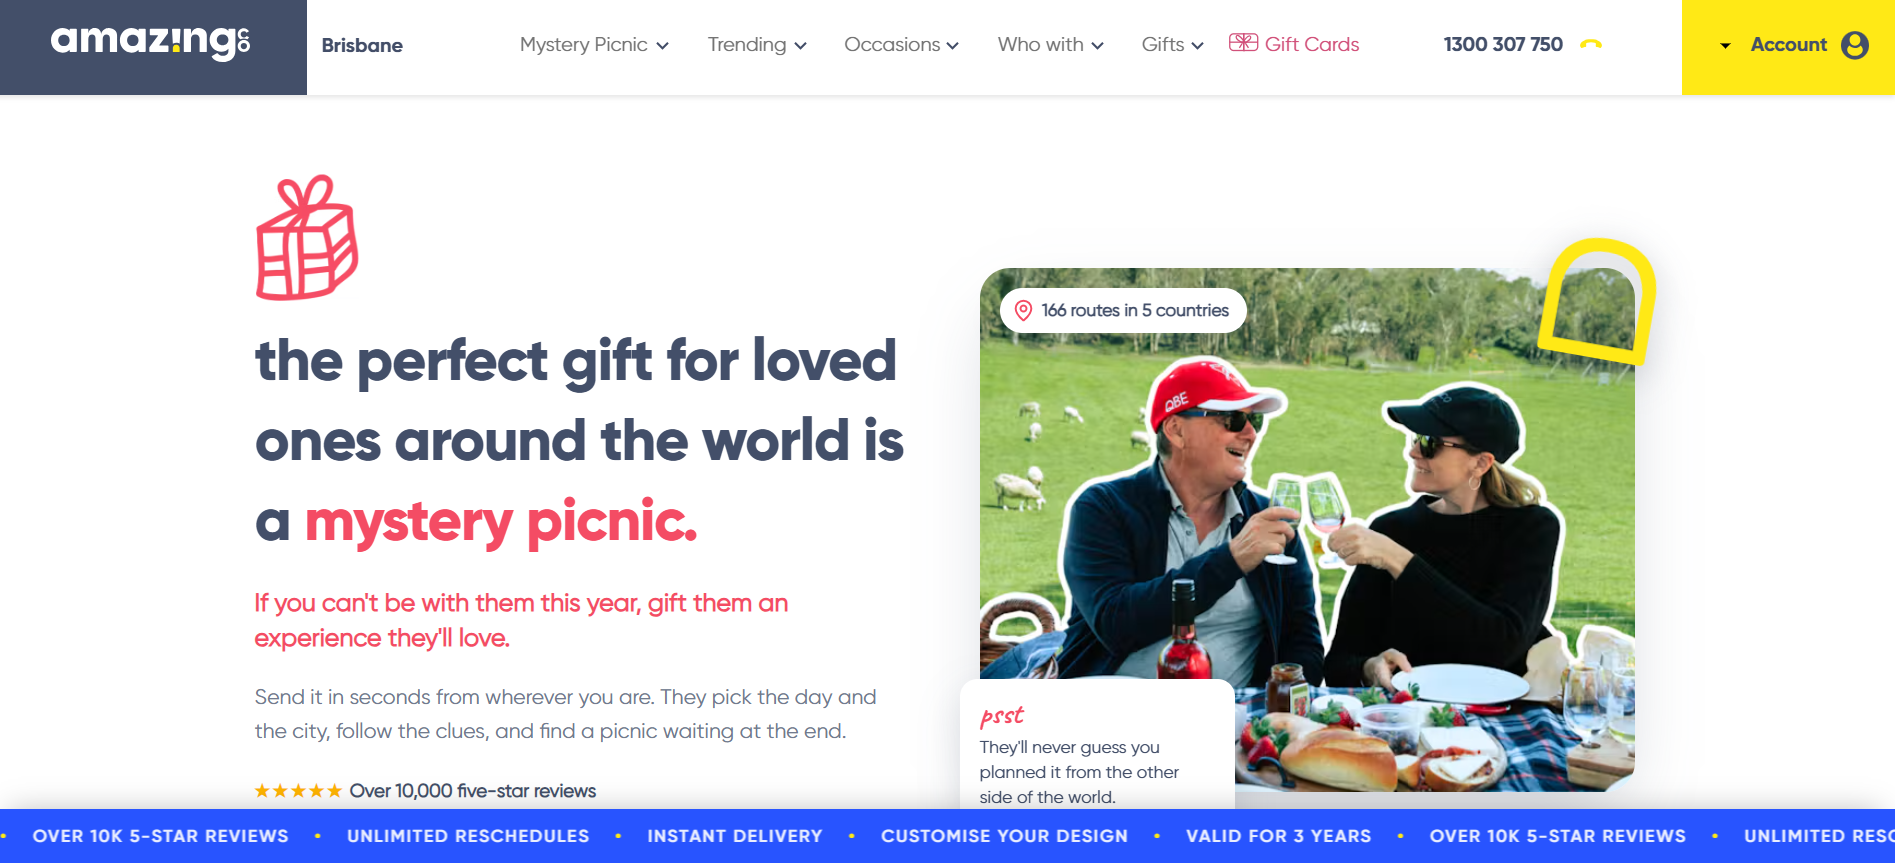 amazing co
Brisbane
Mystery Picnic
Trending
Occasions
Who with
Gifts
Gift Cards
1300 307 750
Account
the perfect gift for loved
ones around the world is
a mystery picnic.
If you can't be with them this year, gift them an
experience they'll love.
Send it in seconds from wherever you are. They pick the day and
the city, follow the clues, and find a picnic waiting at the end.
★★★★★ Over 10,000 five-star reviews
166 routes in 5 countries
QBE
psst
They'll never guess you
planned it from the other
side of the world.
• OVER 10K 5-STAR REVIEWS • UNLIMITED RESCHEDULES • INSTANT DELIVERY • CUSTOMISE YOUR DESIGN • VALID FOR 3 YEARS • OVER 10K 5-STAR REVIEWS • UNLIMITED RESC